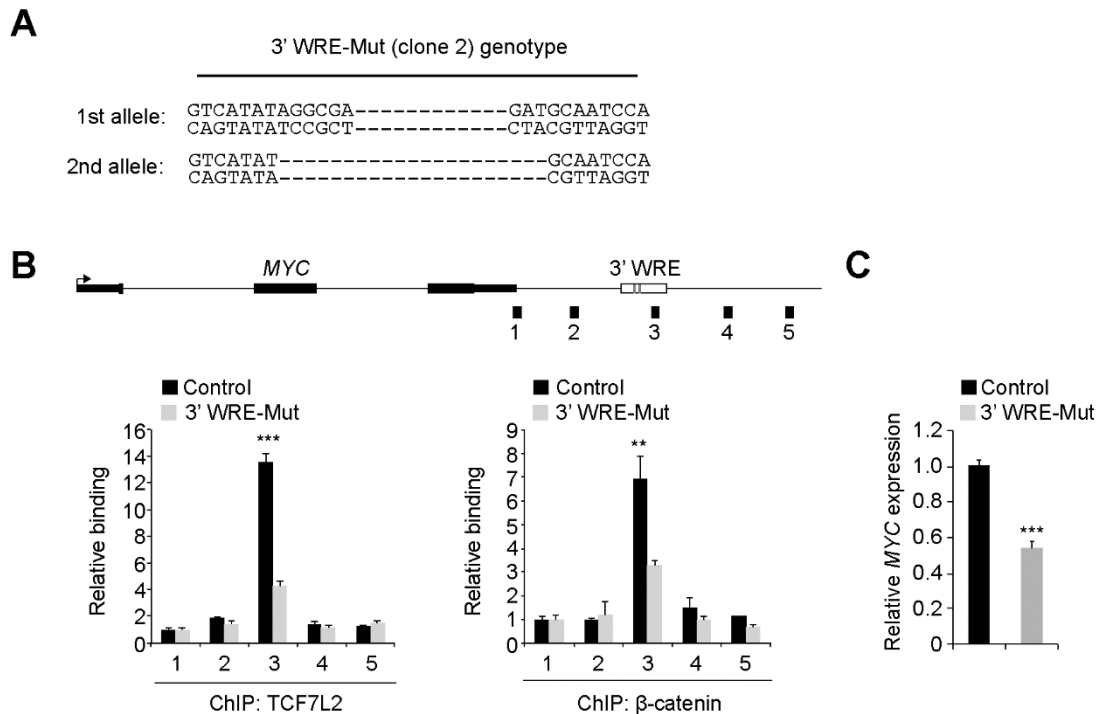 A
3' WRE-Mut (clone 2) genotype
1st allele:
GTCATATAGGCGA------------GATGCAATCCA
CAGTATATCCGCT------------CTACGTTAGGT
2nd allele:
GTCATAT---------------------GCAATCCA
CAGTATA---------------------CGTTAGGT
B
MYC
3' WRE
1 2 3 4 5
Control
3' WRE-Mut
Relative binding
16
14
12
10
8
6
4
2
0
***
1 2 3 4 5
ChIP: TCF7L2
Control
3' WRE-Mut
Relative binding
9
8
7
6
5
4
3
2
1
0
**
1 2 3 4 5
ChIP: β-catenin
C
Control
3' WRE-Mut
Relative MYC expression
1.2
1.0
0.8
0.6
0.4
0.2
0
***